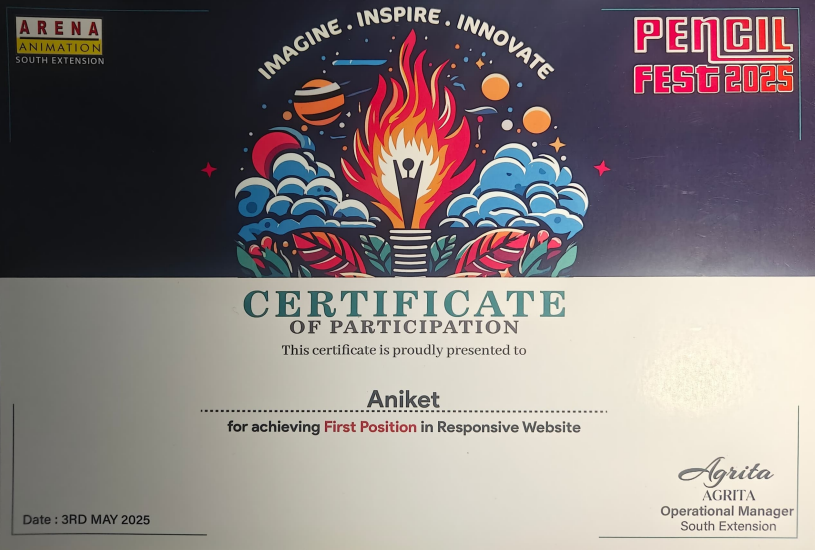 ARENA
ANIMATION
SOUTH EXTENSION
IMAGINE . INSPIRE . INNOVATE
PENCIL
FEST 2025
CERTIFICATE
OF PARTICIPATION
This certificate is proudly presented to
Aniket
for achieving First Position in Responsive Website
Agrita
AGRITA
Operational Manager
South Extension
Date : 3RD MAY 2025